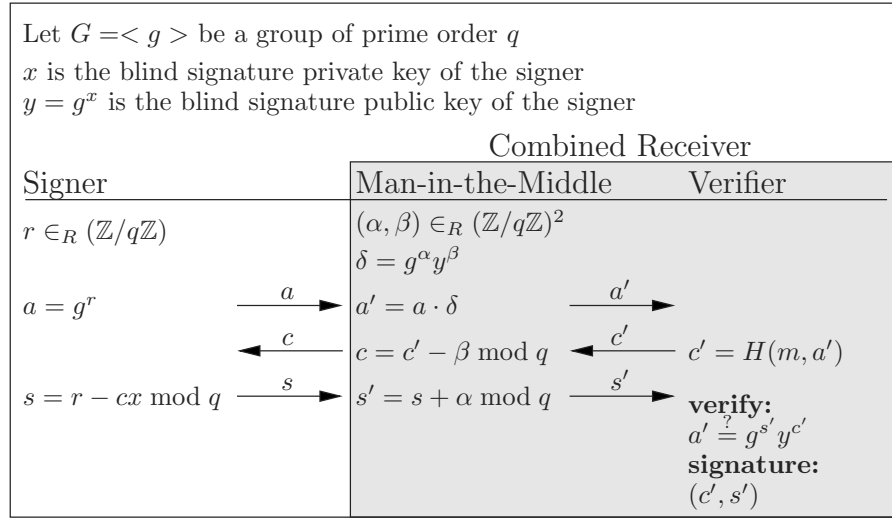 Let G =< g > be a group of prime order q
x is the blind signature private key of the signer
y = g^x is the blind signature public key of the signer
Combined Receiver
Signer Man-in-the-Middle Verifier
r ∈_R (ℤ/qℤ) (α, β) ∈_R (ℤ/qℤ)^2
δ = g^α y^β
a = g^r a a′ = a · δ a′
c c = c′ − β mod q c′ c′ = H(m, a′)
s = r − cx mod q s s′ = s + α mod q s′
verify:
a′ =^? g^{s′} y^{c′}
signature:
(c′, s′)